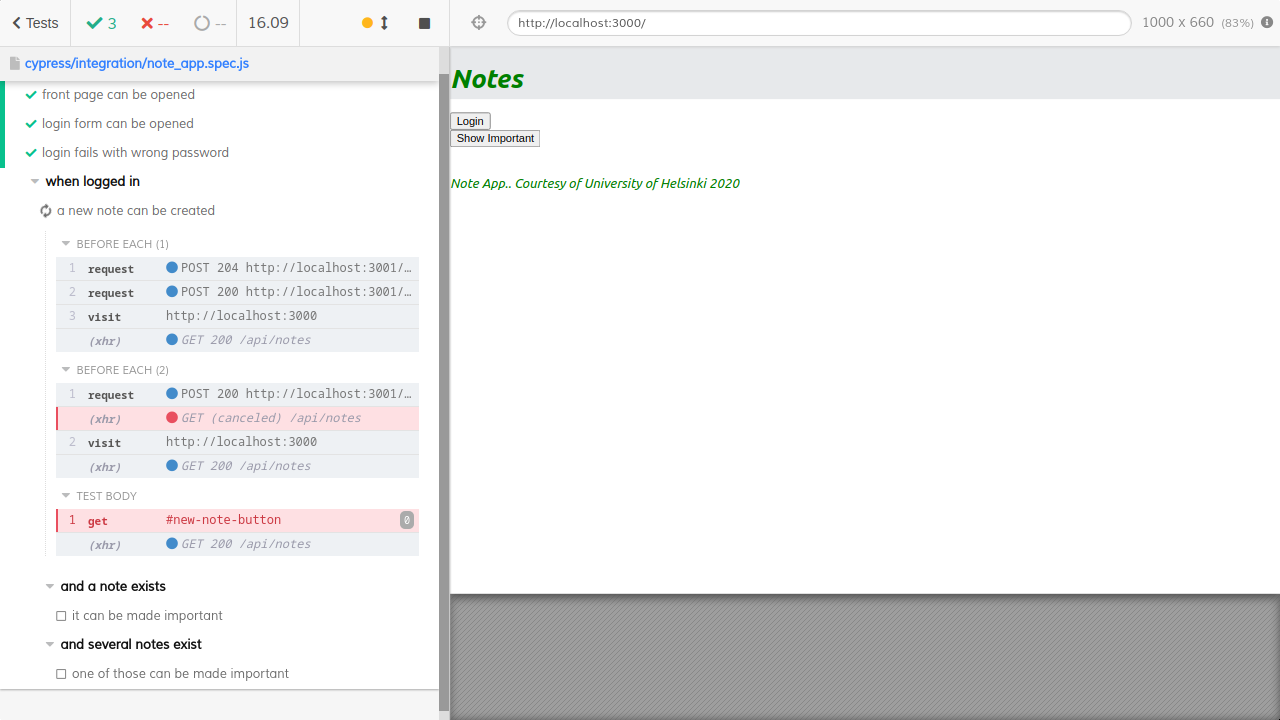 Tests 3 -- -- 16.09
http://localhost:3000/ 1000 x 660 (83%)
cypress/integration/note_app.spec.js
front page can be opened
login form can be opened
login fails with wrong password
when logged in
a new note can be created
BEFORE EACH (1)
1 request POST 204 http://localhost:3001/…
2 request POST 200 http://localhost:3001/…
3 visit http://localhost:3000
(xhr) GET 200 /api/notes
BEFORE EACH (2)
1 request POST 200 http://localhost:3001/…
(xhr) GET (canceled) /api/notes
2 visit http://localhost:3000
(xhr) GET 200 /api/notes
TEST BODY
1 get #new-note-button 0
(xhr) GET 200 /api/notes
and a note exists
it can be made important
and several notes exist
one of those can be made important
Notes
Login
Show Important
Note App.. Courtesy of University of Helsinki 2020